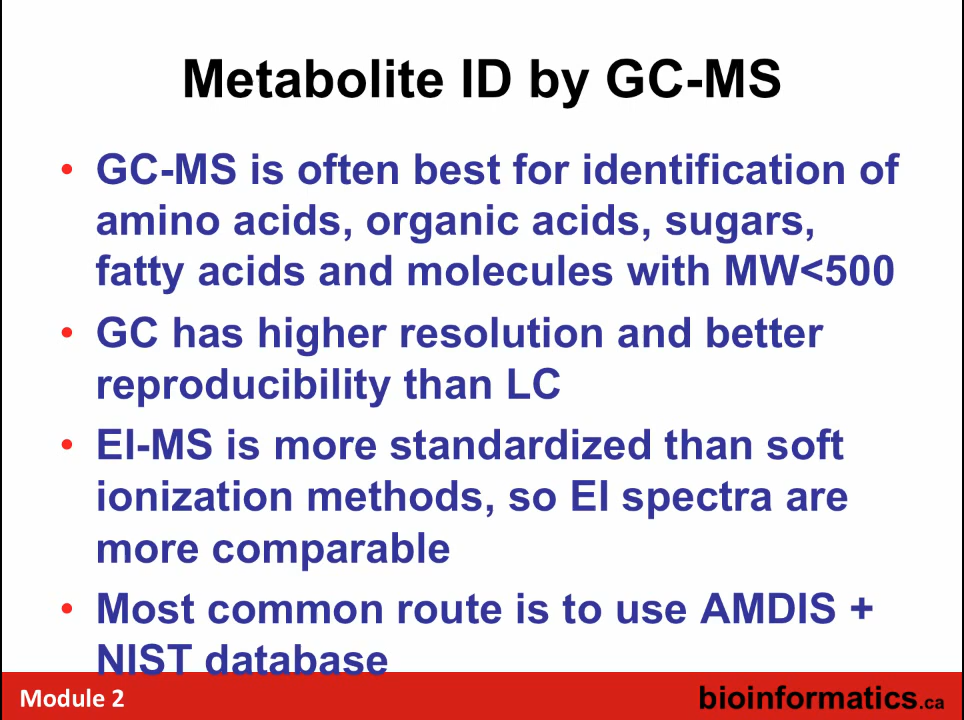 Metabolite ID by GC-MS
• GC-MS is often best for identification of
amino acids, organic acids, sugars,
fatty acids and molecules with MW<500
• GC has higher resolution and better
reproducibility than LC
• EI-MS is more standardized than soft
ionization methods, so EI spectra are
more comparable
• Most common route is to use AMDIS +
NIST database
Module 2
bioinformatics.ca